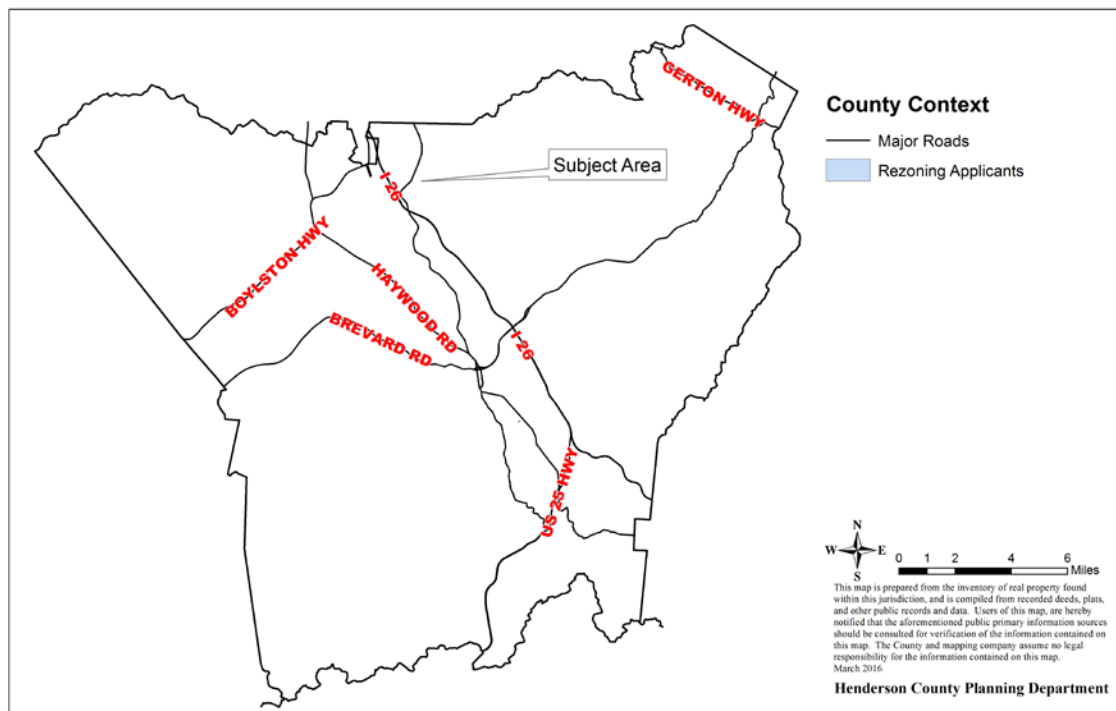 GERTON HWY
County Context
Major Roads
Rezoning Applicants
Subject Area
I 26
BOYLSTON HWY
HAYWOOD RD
BREVARD RD
I 26
US 25 HWY
N
W E
S
0 1 2 4 6
Miles
This map is prepared from the inventory of real property found
within this jurisdiction, and is compiled from recorded deeds, plats,
and other public records and data. Users of this map, are hereby
notified that the aforementioned public primary information sources
should be consulted for verification of the information contained on
this map. The County and mapping company assume no legal
responsibility for the information contained on this map.
March 2016
Henderson County Planning Department